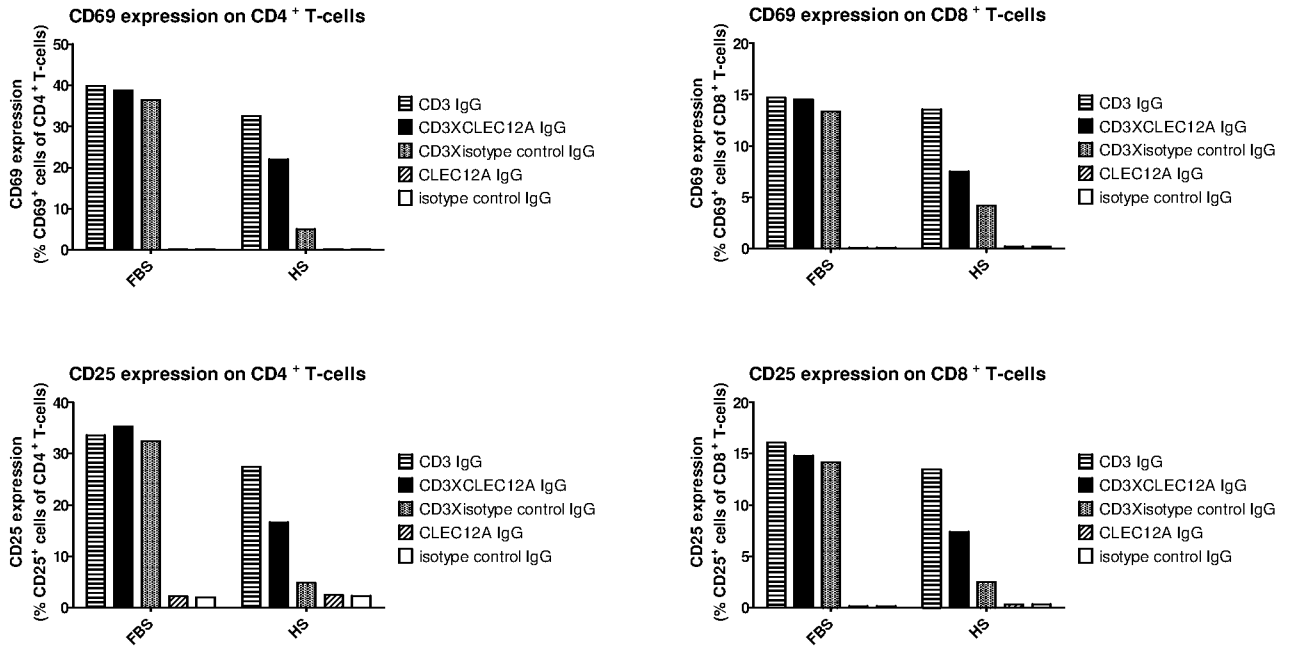 CD69 expression on CD4 + T-cells
CD69 expression
(% CD69+ cells of CD4 + T-cells)
50
40
30
20
10
0
FBS
HS
CD3 IgG
CD3XCLEC12A IgG
CD3Xisotype control IgG
CLEC12A IgG
isotype control IgG
CD69 expression on CD8 + T-cells
CD69 expression
(% CD69+ cells of CD8 + T-cells)
20
15
10
5
0
FBS
HS
CD3 IgG
CD3XCLEC12A IgG
CD3Xisotype control IgG
CLEC12A IgG
isotype control IgG
CD25 expression on CD4 + T-cells
CD25 expression
(% CD25+ cells of CD4 + T-cells)
40
30
20
10
0
FBS
HS
CD3 IgG
CD3XCLEC12A IgG
CD3Xisotype control IgG
CLEC12A IgG
isotype control IgG
CD25 expression on CD8 + T-cells
CD25 expression
(% CD25+ cells of CD8 + T-cells)
20
15
10
5
0
FBS
HS
CD3 IgG
CD3XCLEC12A IgG
CD3Xisotype control IgG
CLEC12A IgG
isotype control IgG